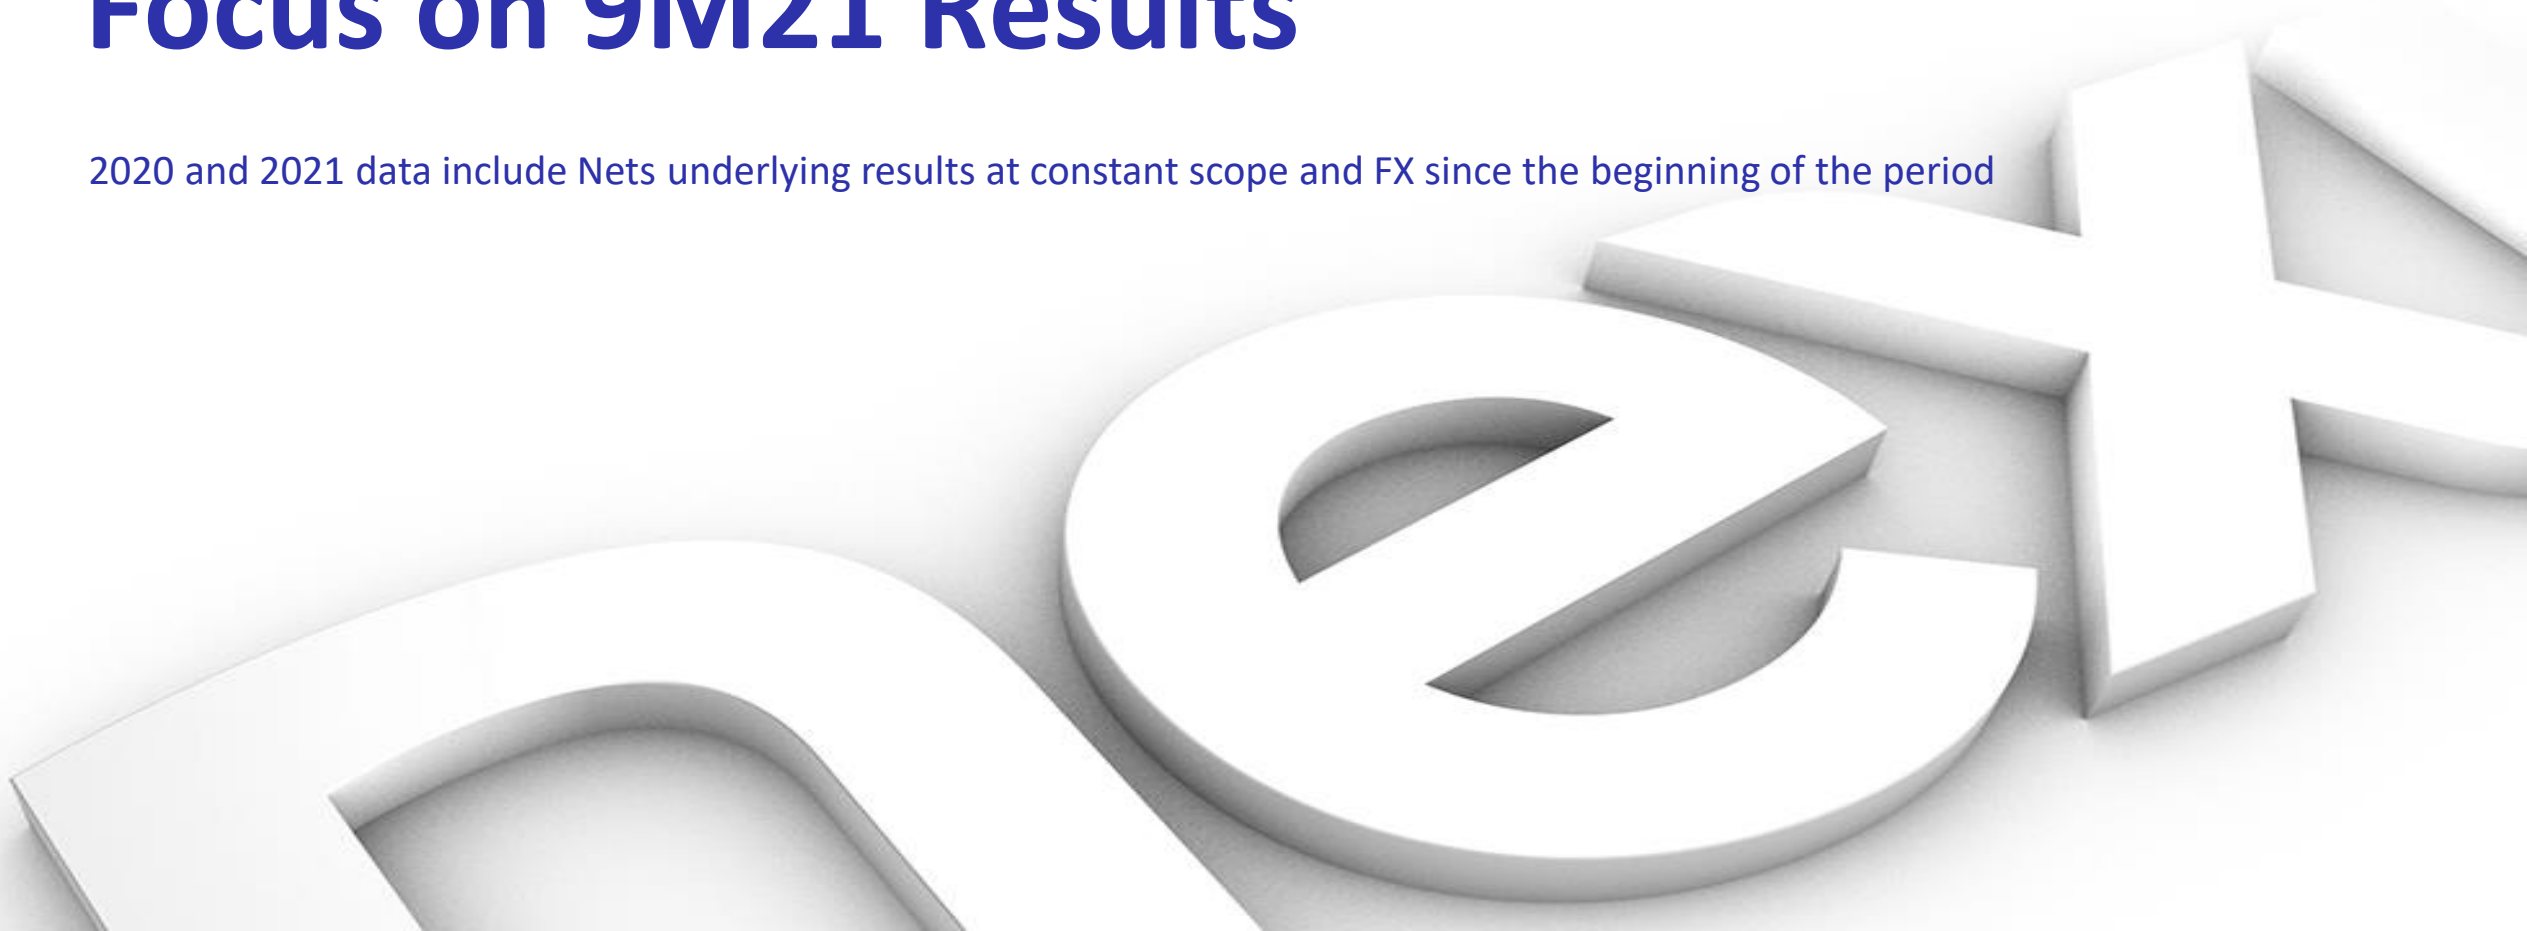 Focus on 9M21 Results
2020 and 2021 data include Nets underlying results at constant scope and FX since the beginning of the period
nex